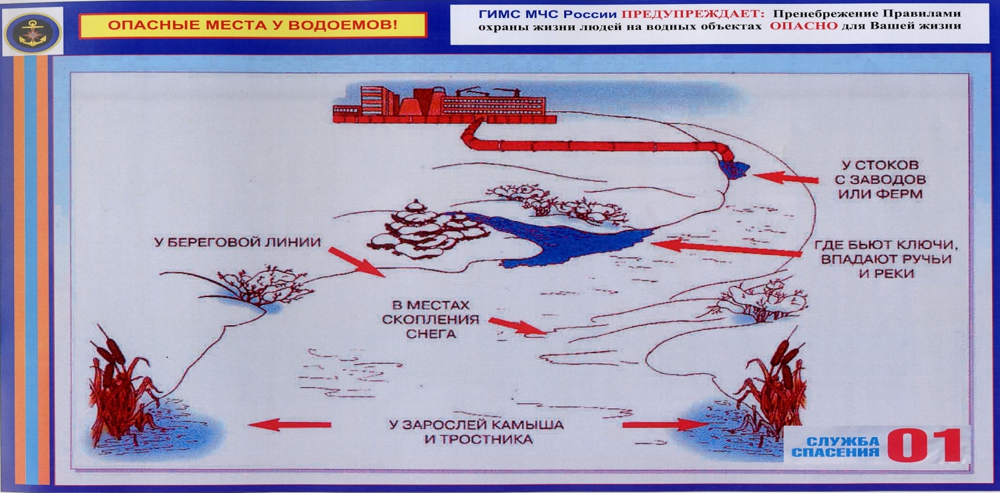 ОПАСНЫЕ МЕСТА У ВОДОЕМОВ!
ГИМС МЧС России ПРЕДУПРЕЖДАЕТ: Пренебрежение Правилами
охраны жизни людей на водных объектах ОПАСНО для Вашей жизни
У СТОКОВ
С ЗАВОДОВ
ИЛИ ФЕРМ
У БЕРЕГОВОЙ ЛИНИИ
ГДЕ БЬЮТ КЛЮЧИ,
ВПАДАЮТ РУЧЬИ
И РЕКИ
В МЕСТАХ
СКОПЛЕНИЯ
СНЕГА
У ЗАРОСЛЕЙ КАМЫША
И ТРОСТНИКА
СЛУЖБА
СПАСЕНИЯ 01